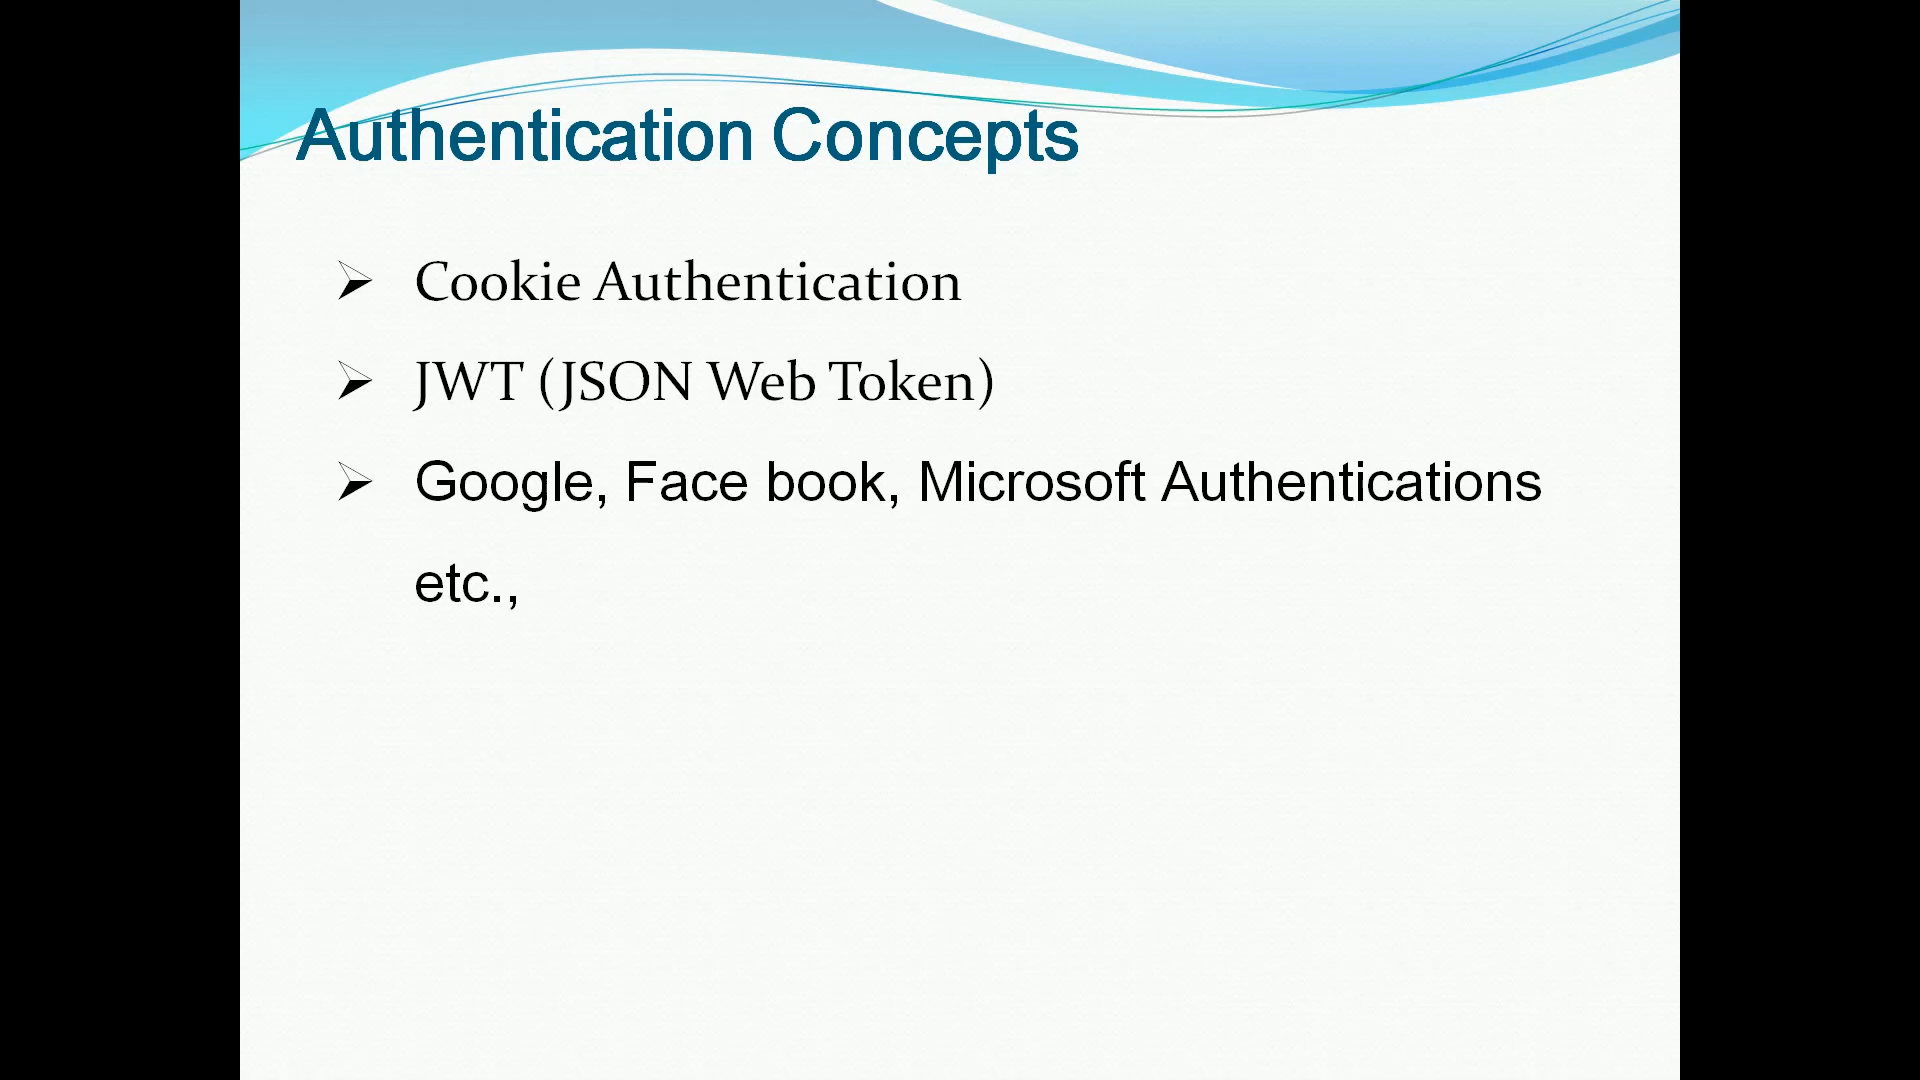 Authentication Concepts
Cookie Authentication
JWT (JSON Web Token)
Google, Face book, Microsoft Authentications
etc.,